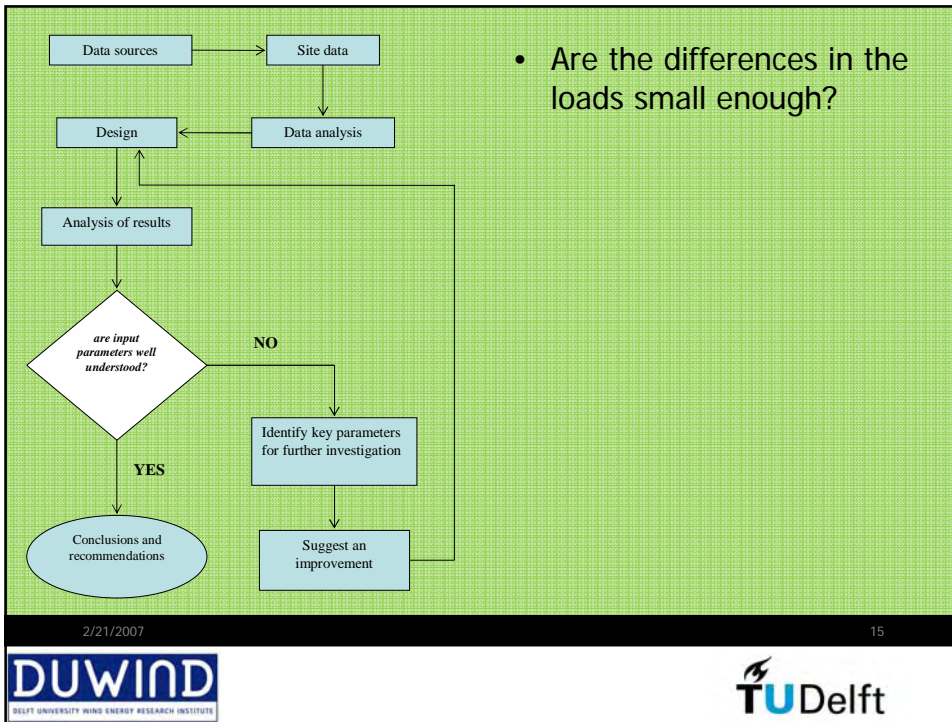 Data sources
Site data
Design
Data analysis
Analysis of results
are input
parameters well
understood?
NO
Identify key parameters
for further investigation
YES
Conclusions and
recommendations
Suggest an
improvement
• Are the differences in the
loads small enough?
2/21/2007
15
DUWIND
DELFT UNIVERSITY WIND ENERGY RESEARCH INSTITUTE
TUDelft